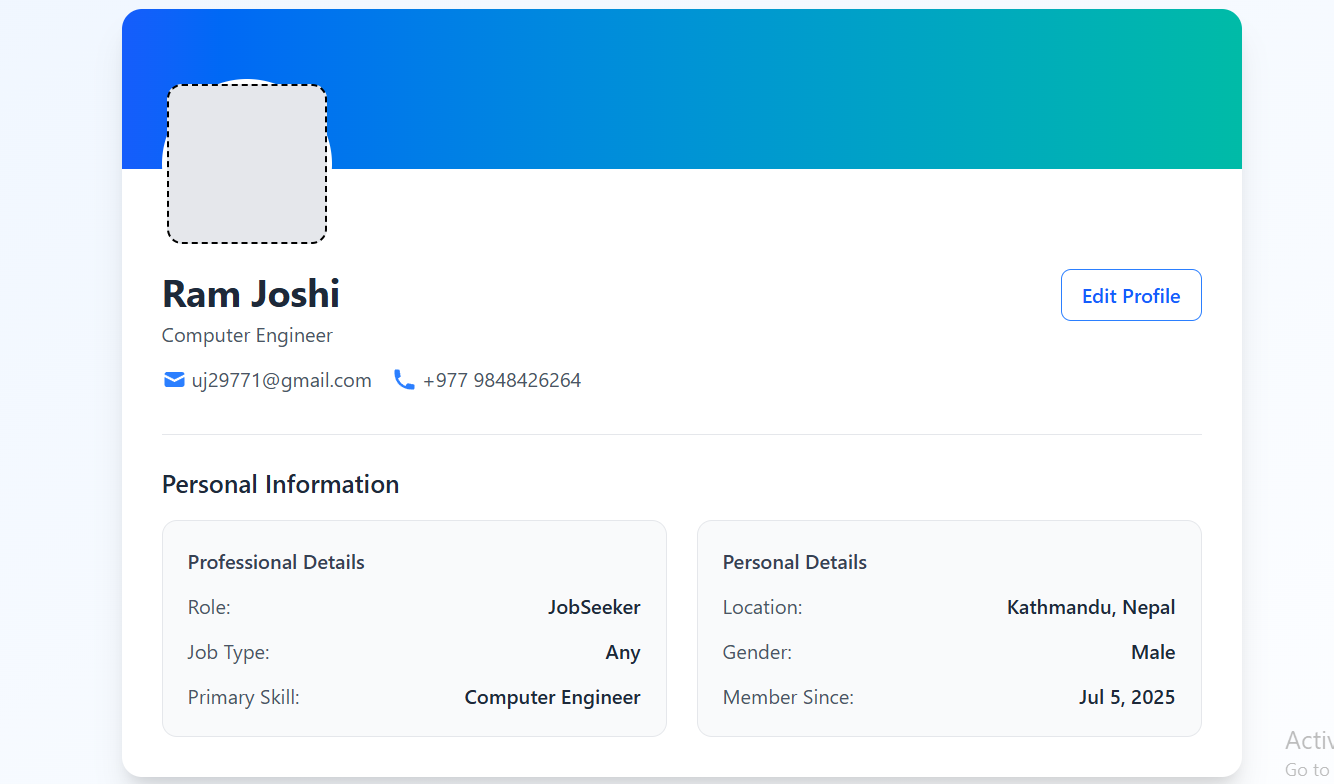 Ram Joshi
Edit Profile
Computer Engineer
uj29771@gmail.com +977 9848426264
Personal Information
Professional Details
Role: JobSeeker
Job Type: Any
Primary Skill: Computer Engineer
Personal Details
Location: Kathmandu, Nepal
Gender: Male
Member Since: Jul 5, 2025
Go to